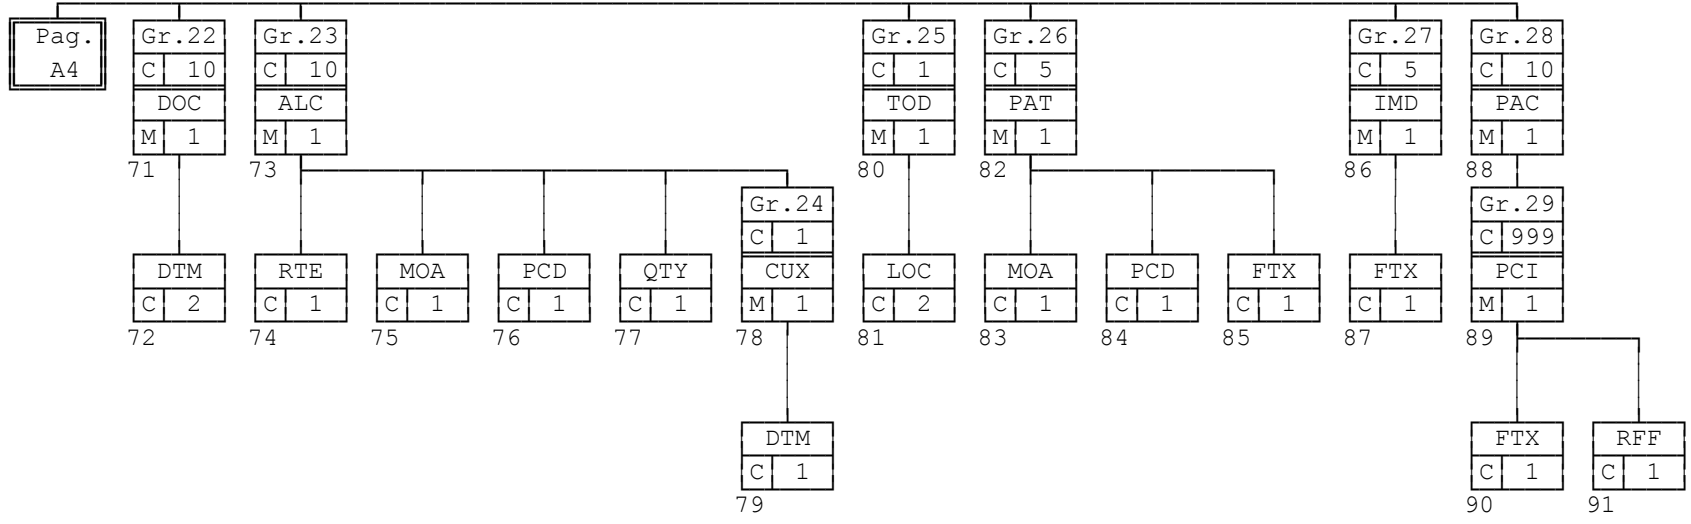 Pag. Gr.22 Gr.23 Gr.25 Gr.26 Gr.27 Gr.28
A4 C 10 C 10 C 1 C 5 C 5 C 10
DOC ALC TOD PAT IMD PAC
M 1 M 1 M 1 M 1 M 1 M 1
71 73 80 82 86 88
Gr.24 Gr.29
C 1 C 999
DTM RTE MOA PCD QTY CUX LOC MOA PCD FTX FTX PCI
C 2 C 1 C 1 C 1 C 1 M 1 C 2 C 1 C 1 C 1 C 1 M 1
72 74 75 76 77 78 81 83 84 85 87 89
DTM FTX RFF
C 1 C 1 C 1
79 90 91